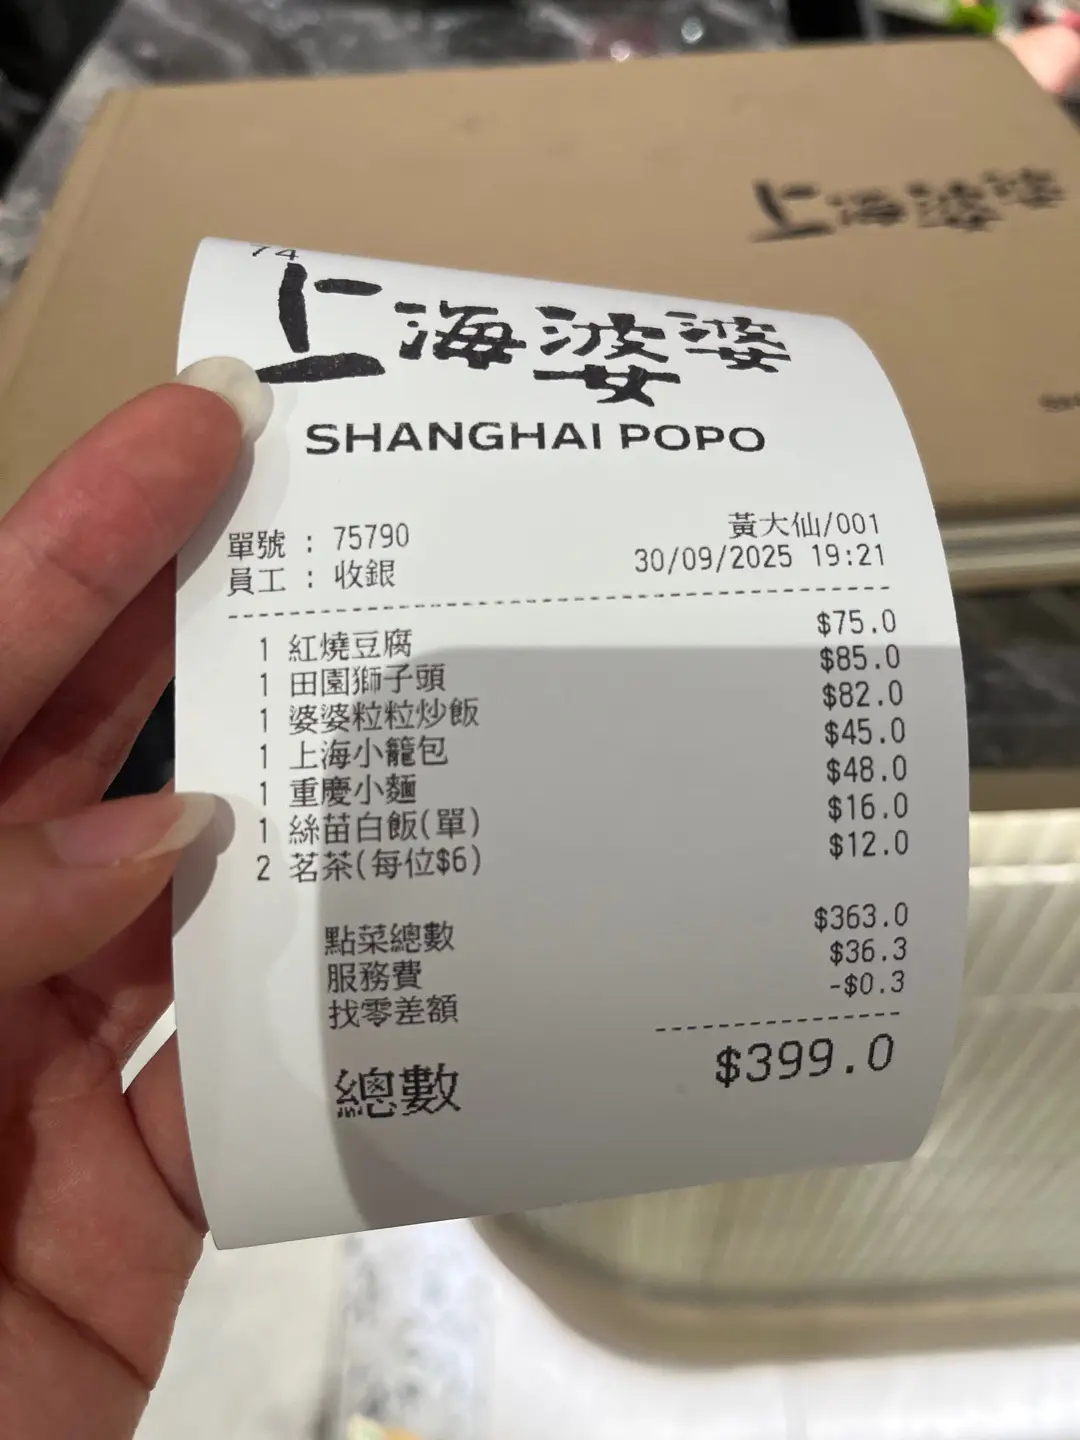 上海婆婆
74
上海婆婆
SHANGHAI POPO
單號 : 75790 黃大仙/001
員工 : 收銀 30/09/2025 19:21
1 紅燒豆腐 $75.0
1 田園獅子頭 $85.0
1 婆婆粒粒炒飯 $82.0
1 上海小籠包 $45.0
1 重慶小麵 $48.0
1 絲苗白飯(單) $16.0
2 茗茶(每位$6) $12.0
點菜總數 $363.0
服務費 $36.3
找零差額 -$0.3
總數 $399.0